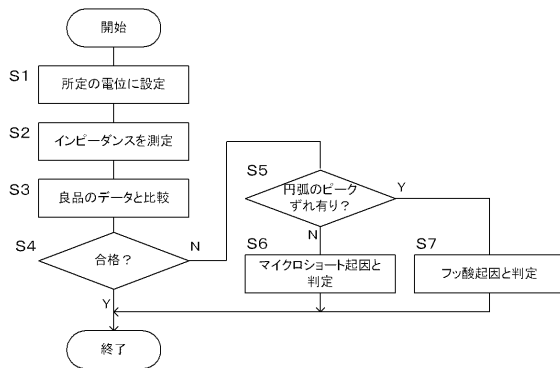 開始
S1
所定の電位に設定
S2
インピーダンスを測定
S3
良品のデータと比較
S4
合格？
N
Y
S5
円弧のピーク
ずれ有り？
Y
N
S6
マイクロショート起因と
判定
S7
フッ酸起因と判定
終了